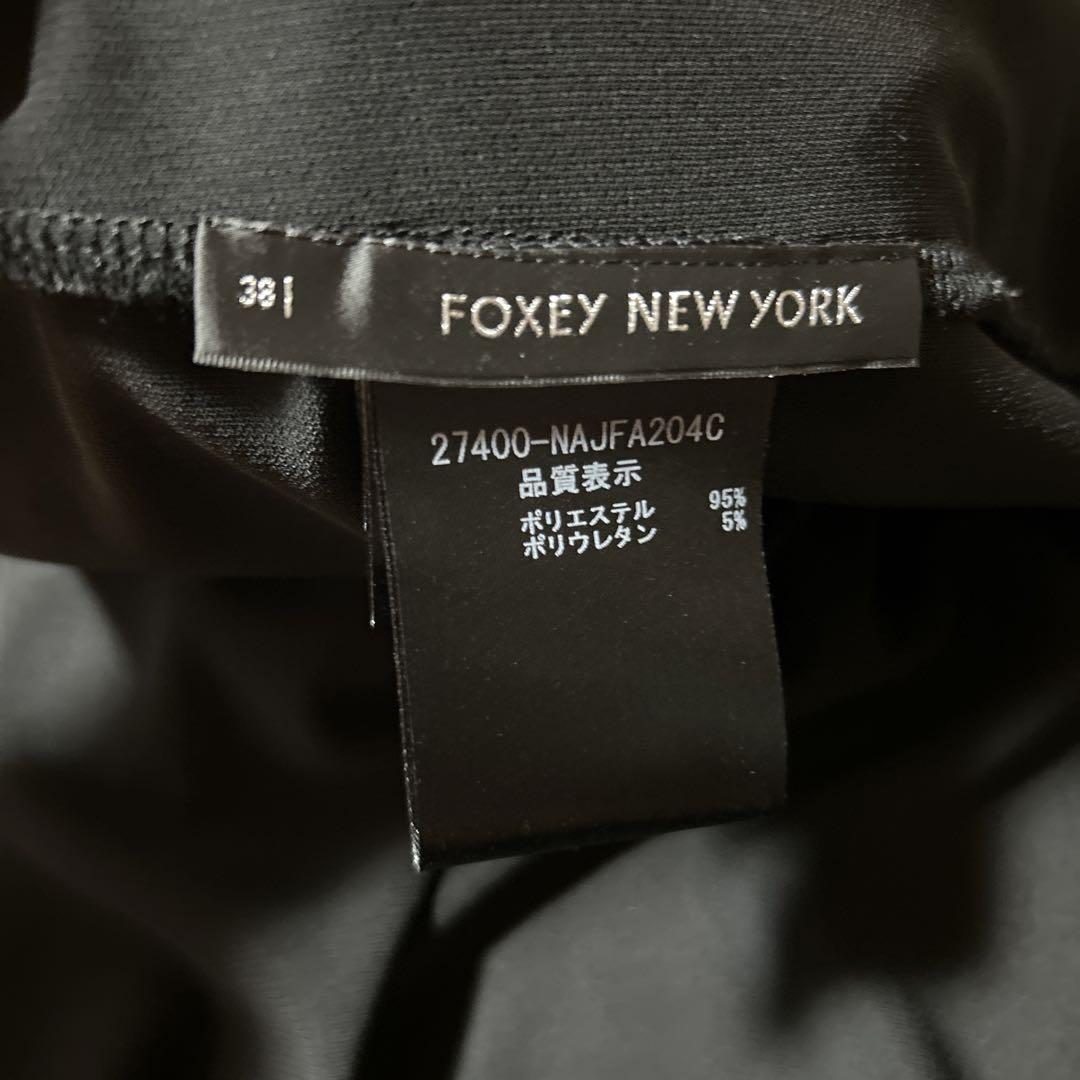 38
FOXEY NEW YORK
27400-NAJFA204C
品質表示
ポリエステル 95%
ポリウレタン 5%